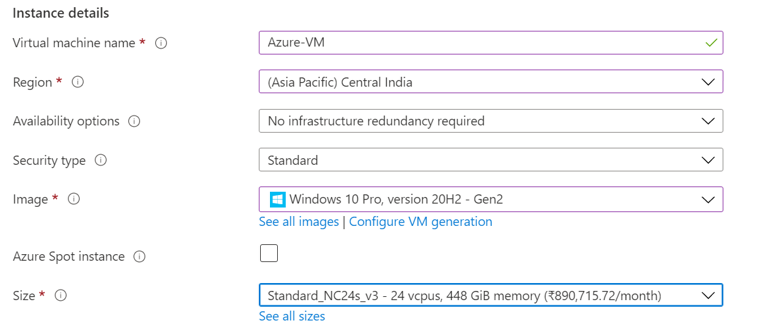 Instance details
Virtual machine name * Azure-VM
Region * (Asia Pacific) Central India
Availability options No infrastructure redundancy required
Security type Standard
Image * Windows 10 Pro, version 20H2 - Gen2
See all images | Configure VM generation
Azure Spot instance
Size * Standard_NC24s_v3 - 24 vcpus, 448 GiB memory (₹890,715.72/month)
See all sizes